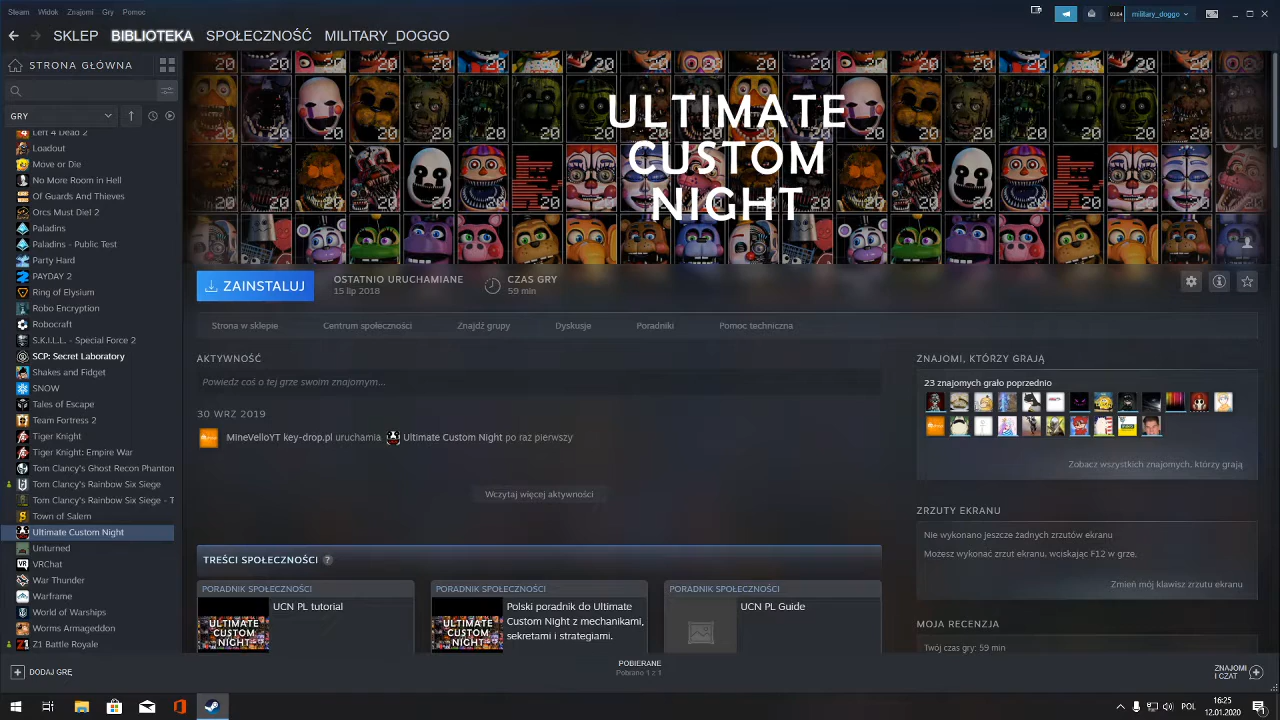 Steam Widok Znajomi Gry Pomoc
03:04 military_doggo
SKLEP BIBLIOTEKA SPOŁECZNOŚĆ MILITARY_DOGGO
STRONA GŁÓWNA
GRY
Left 4 Dead 2
Loadout
Move or Die
No More Room in Hell
Of Guards And Thieves
Orcs Must Die! 2
Paladins
Paladins - Public Test
Party Hard
PAYDAY 2
Ring of Elysium
Robo Encryption
Robocraft
S.K.I.L.L. - Special Force 2
SCP: Secret Laboratory
Shakes and Fidget
SNOW
Tales of Escape
Team Fortress 2
Tiger Knight
Tiger Knight: Empire War
Tom Clancy's Ghost Recon Phantom
Tom Clancy's Rainbow Six Siege
Tom Clancy's Rainbow Six Siege - T
Town of Salem
Ultimate Custom Night
Unturned
VRChat
War Thunder
Warframe
World of Warships
Worms Armageddon
Z1 Battle Royale
DODAJ GRĘ
ULTIMATE
CUSTOM
NIGHT
ZAINSTALUJ
OSTATNIO URUCHAMIANE
15 lip 2018
CZAS GRY
59 min
Strona w sklepie Centrum społeczności Znajdź grupy Dyskusje Poradniki Pomoc techniczna
AKTYWNOŚĆ
Powiedz coś o tej grze swoim znajomym...
30 WRZ 2019
MineVelloYT key-drop.pl uruchamia Ultimate Custom Night po raz pierwszy
Wczytaj więcej aktywności
TREŚCI SPOŁECZNOŚCI ?
PORADNIK SPOŁECZNOŚCI
UCN PL tutorial
ULTIMATE
CUSTOM
NIGHT
PORADNIK SPOŁECZNOŚCI
Polski poradnik do Ultimate
Custom Night z mechanikami,
sekretami i strategiami.
ULTIMATE
CUSTOM
NIGHT
PORADNIK SPOŁECZNOŚCI
UCN PL Guide
ZNAJOMI, KTÓRZY GRAJĄ
23 znajomych grało poprzednio
Zobacz wszystkich znajomych, którzy grają
ZRZUTY EKRANU
Nie wykonano jeszcze żadnych zrzutów ekranu
Możesz wykonać zrzut ekranu, wciskając F12 w grze.
Zmień mój klawisz zrzutu ekranu
MOJA RECENZJA
Twój czas gry: 59 min
POBIERANE
Pobrane 1 z 1
ZNAJOMI
I CZAT
POL
16:25
12.01.2020